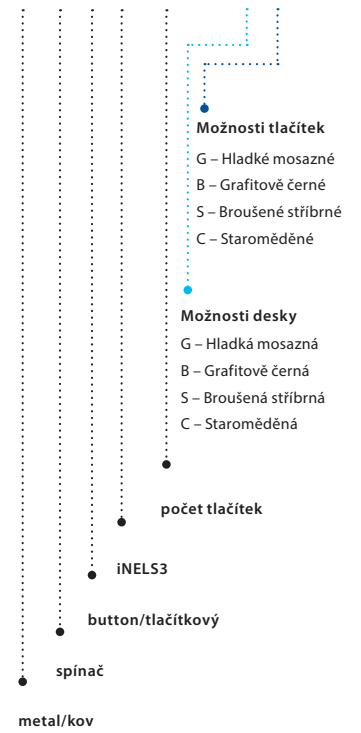 Možnosti tlačítek
G – Hladké mosazné
B – Grafitově černé
S – Broušené stříbrné
C – Staroměděné
Možnosti desky
G – Hladká mosazná
B – Grafitově černá
S – Broušená stříbrná
C – Staroměděná
počet tlačítek
iNELS3
button/tlačítkový
spínač
metal/kov